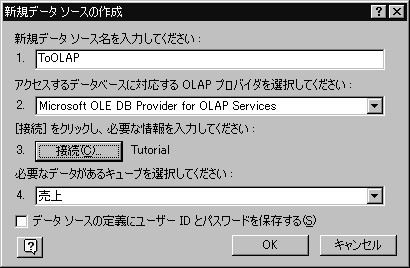 新規データ ソースの作成
新規データ ソース名を入力してください:
1. ToOLAP
アクセスするデータベースに対応する OLAP プロバイダを選択してください:
2. Microsoft OLE DB Provider for OLAP Services
[接続] をクリックし、必要な情報を入力してください:
3. 接続(C)... Tutorial
必要なデータがあるキューブを選択してください:
4. 売上
データ ソースの定義にユーザー ID とパスワードを保存する(S)
OK キャンセル